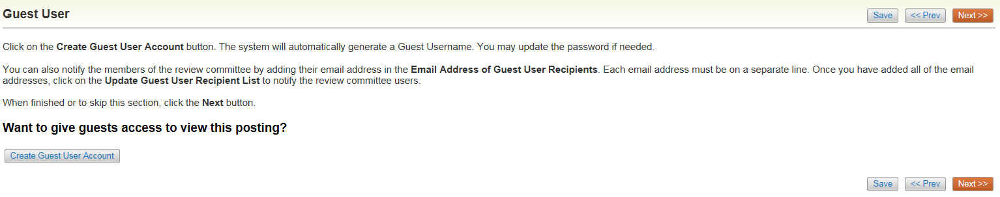 Guest User
Save << Prev Next >>
Click on the Create Guest User Account button. The system will automatically generate a Guest Username. You may update the password if needed.
You can also notify the members of the review committee by adding their email address in the Email Address of Guest User Recipients. Each email address must be on a separate line. Once you have added all of the email
addresses, click on the Update Guest User Recipient List to notify the review committee users.
When finished or to skip this section, click the Next button.
Want to give guests access to view this posting?
Create Guest User Account
Save << Prev Next >>